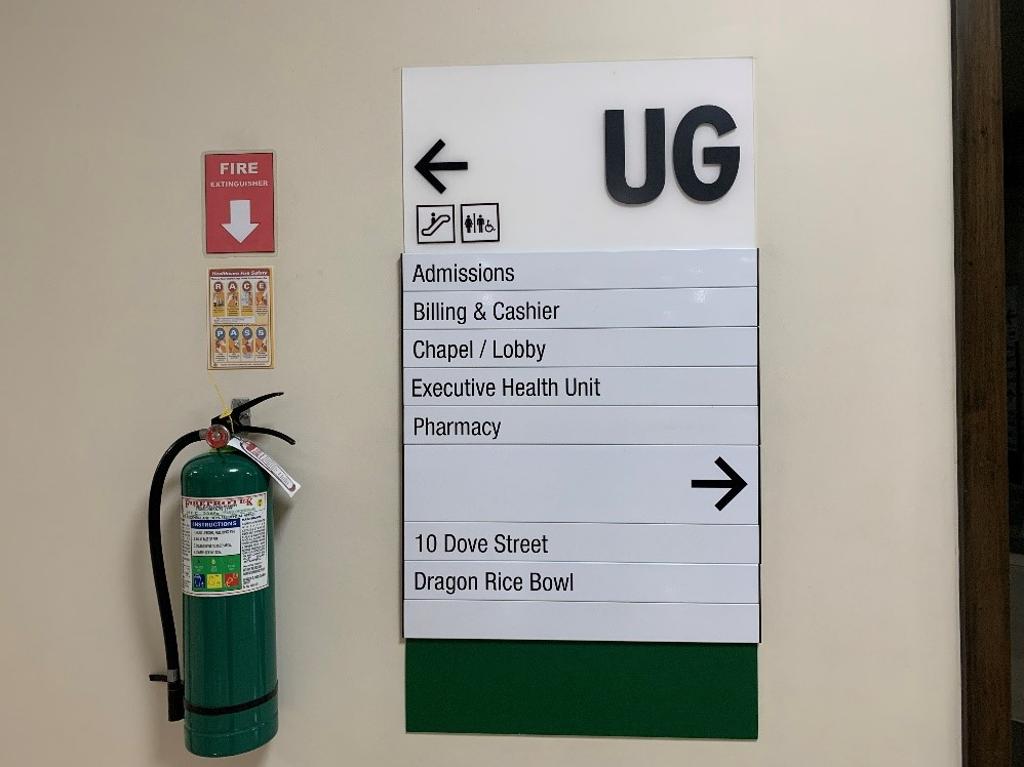 UG
Admissions
Billing & Cashier
Chapel / Lobby
Executive Health Unit
Pharmacy
10 Dove Street
Dragon Rice Bowl
FIRE
EXTINGUISHER
R A C E
P A S S
INSTRUCTIONS